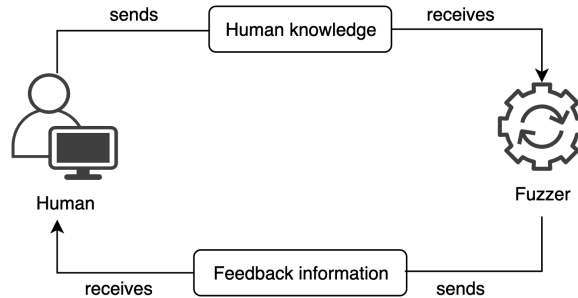 sends
Human knowledge
receives
Human
Fuzzer
receives
Feedback information
sends